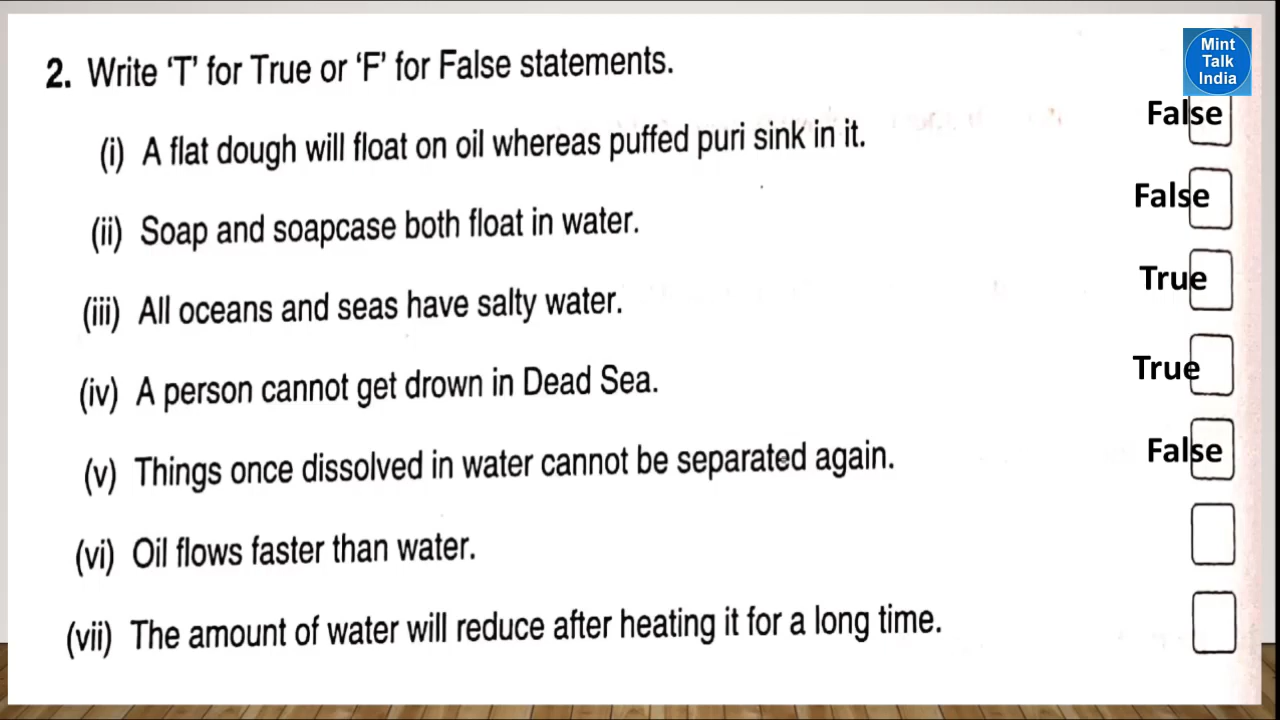 Mint
Talk
India
2. Write ‘T’ for True or ‘F’ for False statements.
(i) A flat dough will float on oil whereas puffed puri sink in it. False
(ii) Soap and soapcase both float in water. False
(iii) All oceans and seas have salty water. True
(iv) A person cannot get drown in Dead Sea. True
(v) Things once dissolved in water cannot be separated again. False
(vi) Oil flows faster than water.
(vii) The amount of water will reduce after heating it for a long time.